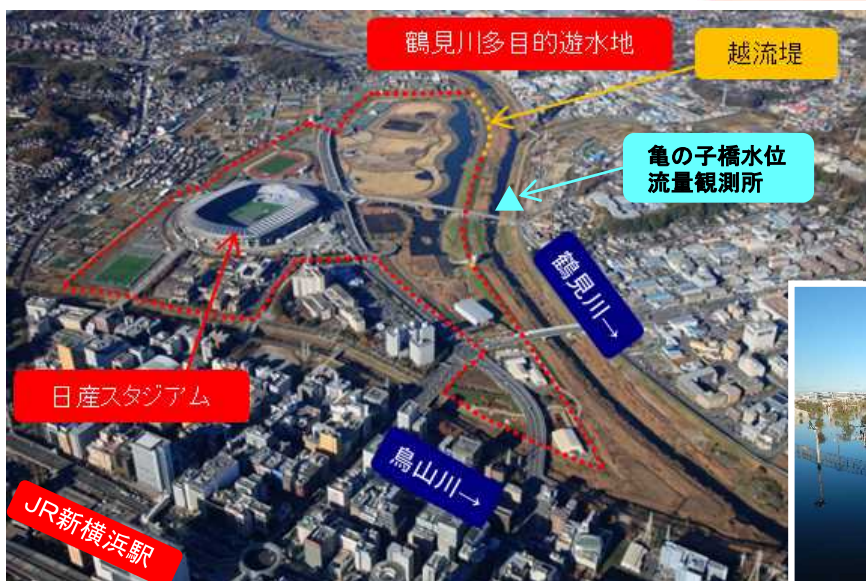 鶴見川多目的遊水地
越流堤
亀の子橋水位
流量観測所
鶴見川→
日産スタジアム
鳥山川→
JR新横浜駅